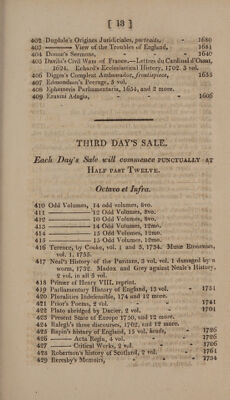 [ 13 ]
402 Dugdale's Origines Juridiciales, portraits, - 1680
403 ——— View of the Troubles of England, 1681
404 Donne's Sermons, - - 1640
405 Davila's Civil Wars of France.—Lettres du Cardinal d'Ossat,
1624. Echard's Ecclesiastical History, 1702. 3 vol.
406 Digges's Compleat Ambassador, frontispiece, 1655
407 Edmondson's Peerage, 5 vol.
408 Ephemeris Parliamentaria, 1654, and 2 more.
409 Erasmi Adagia, - - 1606
THIRD DAY'S SALE.
Each Day's Sale will commence PUNCTUALLY AT
HALF PAST TWELVE.
Octavo et Infra.
410 Odd Volumes, 14 odd volumes, 8vo.
411 ——— 12 Odd Volumes, 8vo.
412 ——— 10 Odd Volumes, 8vo.
413 ——— 14 Odd Volumes, 12mo.
414 ——— 15 Odd Volumes, 12mo.
415 ——— 15 Odd Volumes, 12mo.
416 Terence, by Cooke, vol. 1 and 3, 1734. Musæ Etonenses,
vol. 1, 1755.
417 Neal's History of the Puritans, 3 vol. vol. 1 damaged by a
worm, 1732. Madox and Grey against Neale's History,
2 vol. in all 5 vol.
418 Primer of Henry VIII. reprint.
419 Parliamentary History of England, 13 vol. - 1751
420 Pluralities Indefensible, 174 and 12 more.
421 Prior's Poems, 2 vol. - - 1741
422 Plato abridged by Dacier, 2 vol. - 1701
423 Present State of Europe 1750, and 12 more.
424 Ralegh's three discourses, 1702, and 12 more.
425 Rapin's history of England, 15 vol. heads, - 1726
426 ——— Acta Regia, 4 vol. - - 1726
427 ——— Critical Works, 2 vol. - - 1706
428 Robertson's history of Scotland, 2 vol. - 1761
429 Reresby's Memoirs, - - 1734